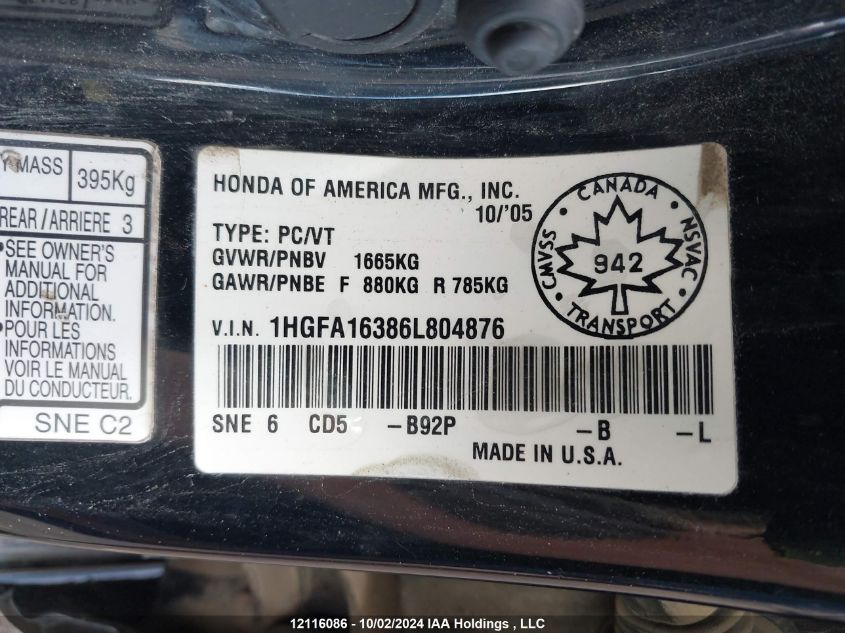 Y MASS
395Kg
REAR/ARRIERE 3
•SEE OWNER'S
MANUAL FOR
ADDITIONAL
INFORMATION.
•POUR LES
INFORMATIONS
VOIR LE MANUAL
DU CONDUCTEUR.
SNE C2
HONDA OF AMERICA MFG., INC.
10/'05
TYPE: PC/VT
GVWR/PNBV 1665KG
GAWR/PNBE F 880KG R 785KG
V.I.N. 1HGFA16386L804876
CANADA
CMVSS
NSVAC
942
TRANSPORT
SNE 6 CD5 -B92P -B -L
MADE IN U.S.A.
12116086 - 10/02/2024 IAA Holdings , LLC